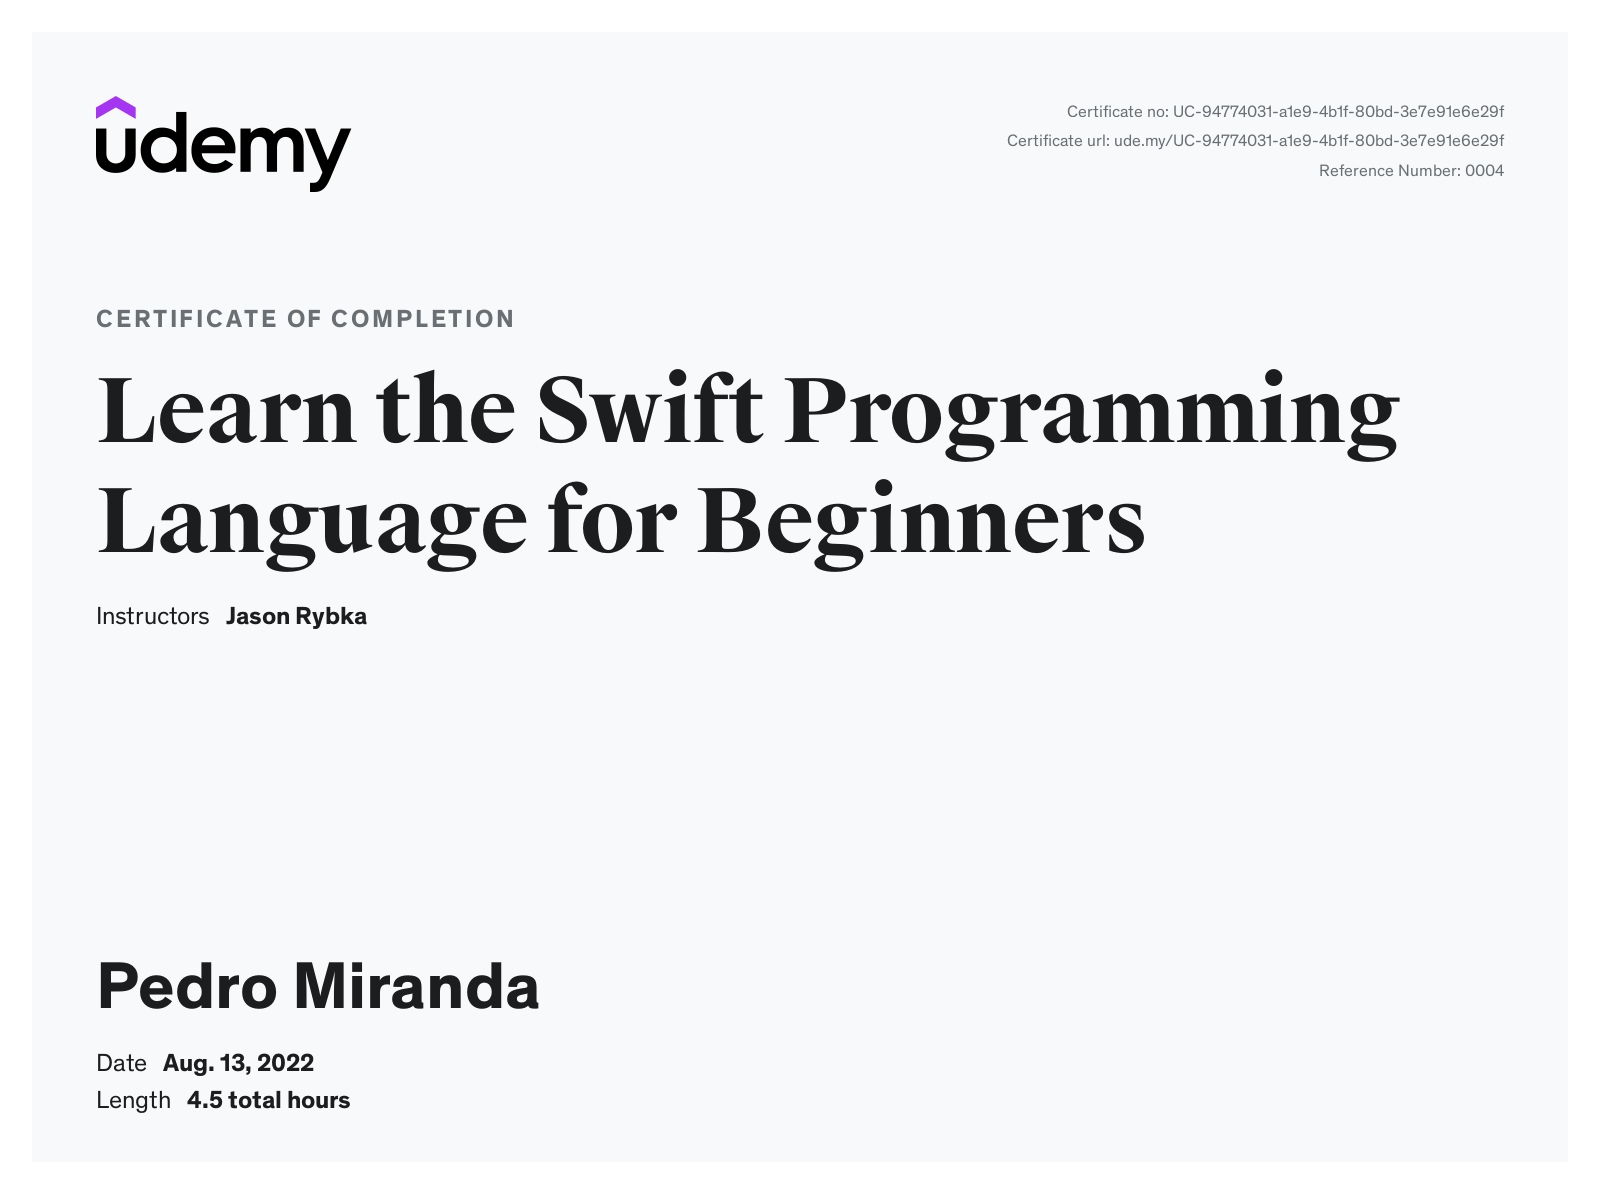 udemy
Certificate no: UC-94774031-a1e9-4b1f-80bd-3e7e91e6e29f
Certificate url: ude.my/UC-94774031-a1e9-4b1f-80bd-3e7e91e6e29f
Reference Number: 0004
CERTIFICATE OF COMPLETION
Learn the Swift Programming
Language for Beginners
Instructors Jason Rybka
Pedro Miranda
Date Aug. 13, 2022
Length 4.5 total hours